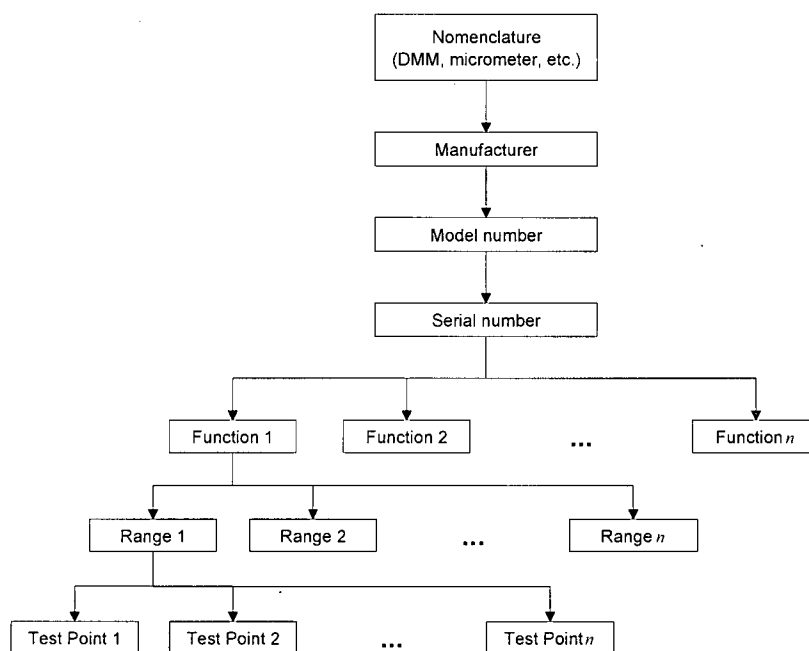 Nomenclature
(DMM, micrometer, etc.)
Manufacturer
Model number
Serial number
Function 1
Function 2
...
Function n
Range 1
Range 2
...
Range n
Test Point 1
Test Point 2
...
Test Point n